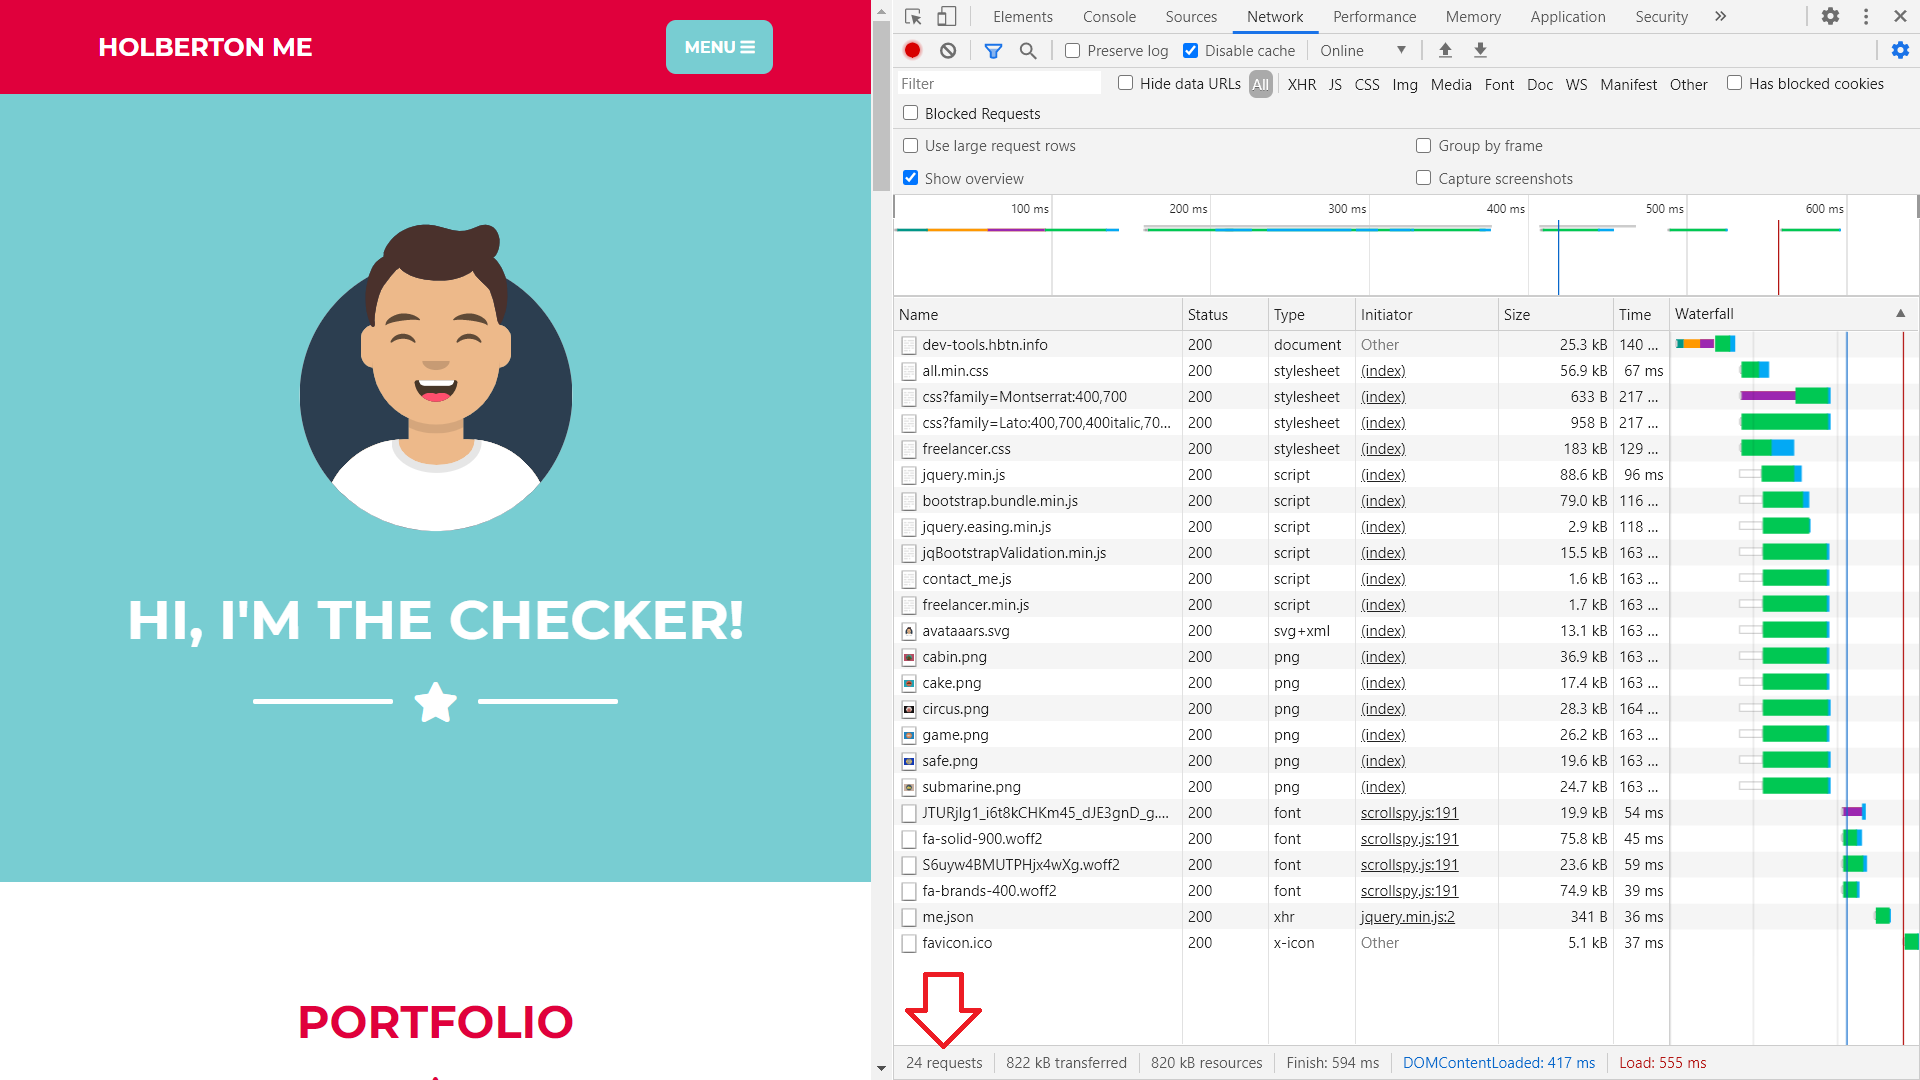 HOLBERTON ME
MENU
HI, I'M THE CHECKER!
PORTFOLIO
Elements Console Sources Network Performance Memory Application Security
Preserve log Disable cache Online
Filter Hide data URLs All XHR JS CSS Img Media Font Doc WS Manifest Other Has blocked cookies
Blocked Requests
Use large request rows Group by frame
Show overview Capture screenshots
100 ms 200 ms 300 ms 400 ms 500 ms 600 ms
Name Status Type Initiator Size Time Waterfall
dev-tools.hbtn.info 200 document Other 25.3 kB 140 ...
all.min.css 200 stylesheet (index) 56.9 kB 67 ms
css?family=Montserrat:400,700 200 stylesheet (index) 633 B 217 ...
css?family=Lato:400,700,400italic,70... 200 stylesheet (index) 958 B 217 ...
freelancer.css 200 stylesheet (index) 183 kB 129 ...
jquery.min.js 200 script (index) 88.6 kB 96 ms
bootstrap.bundle.min.js 200 script (index) 79.0 kB 116 ...
jquery.easing.min.js 200 script (index) 2.9 kB 118 ...
jqBootstrapValidation.min.js 200 script (index) 15.5 kB 163 ...
contact_me.js 200 script (index) 1.6 kB 163 ...
freelancer.min.js 200 script (index) 1.7 kB 163 ...
avataaars.svg 200 svg+xml (index) 13.1 kB 163 ...
cabin.png 200 png (index) 36.9 kB 163 ...
cake.png 200 png (index) 17.4 kB 163 ...
circus.png 200 png (index) 28.3 kB 164 ...
game.png 200 png (index) 26.2 kB 163 ...
safe.png 200 png (index) 19.6 kB 163 ...
submarine.png 200 png (index) 24.7 kB 163 ...
JTURjIg1_i6t8kCHKm45_dJE3gnD_g.... 200 font scrollspy.js:191 19.9 kB 54 ms
fa-solid-900.woff2 200 font scrollspy.js:191 75.8 kB 45 ms
S6uyw4BMUTPHjx4wXg.woff2 200 font scrollspy.js:191 23.6 kB 59 ms
fa-brands-400.woff2 200 font scrollspy.js:191 74.9 kB 39 ms
me.json 200 xhr jquery.min.js:2 341 B 36 ms
favicon.ico 200 x-icon Other 5.1 kB 37 ms
24 requests 822 kB transferred 820 kB resources Finish: 594 ms DOMContentLoaded: 417 ms Load: 555 ms